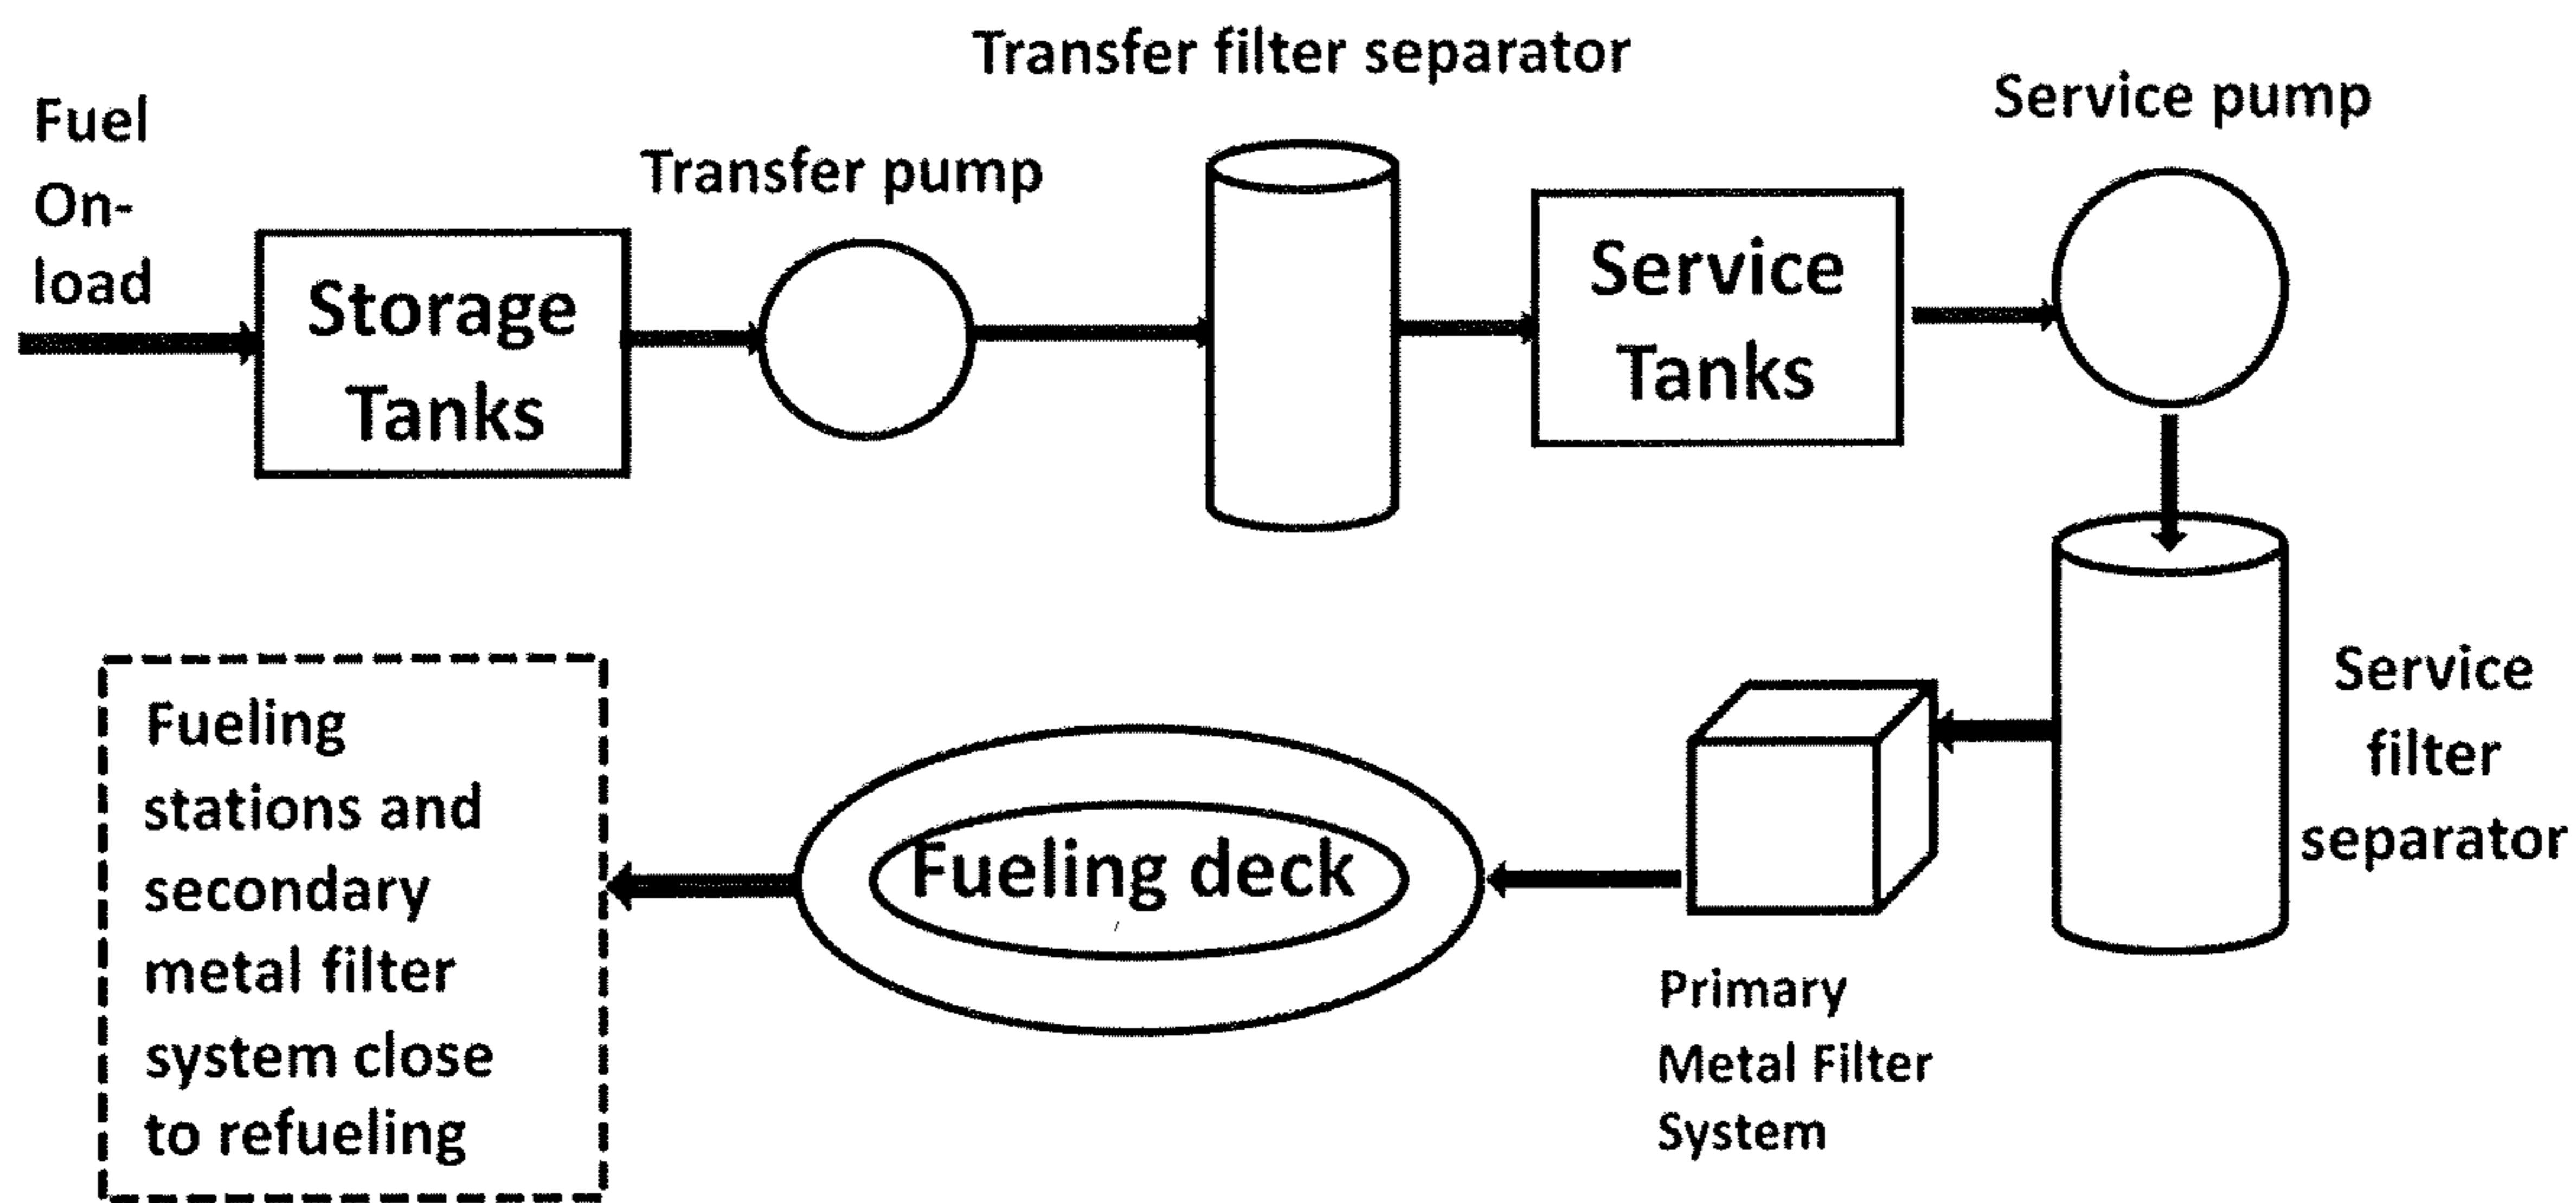 Transfer filter separator
Service pump
Fuel
On-
load
Transfer pump
Storage
Tanks
Service
Tanks
Service
filter
separator
Primary
Metal Filter
System
Fueling deck
Fueling
stations and
secondary
metal filter
system close
to refueling